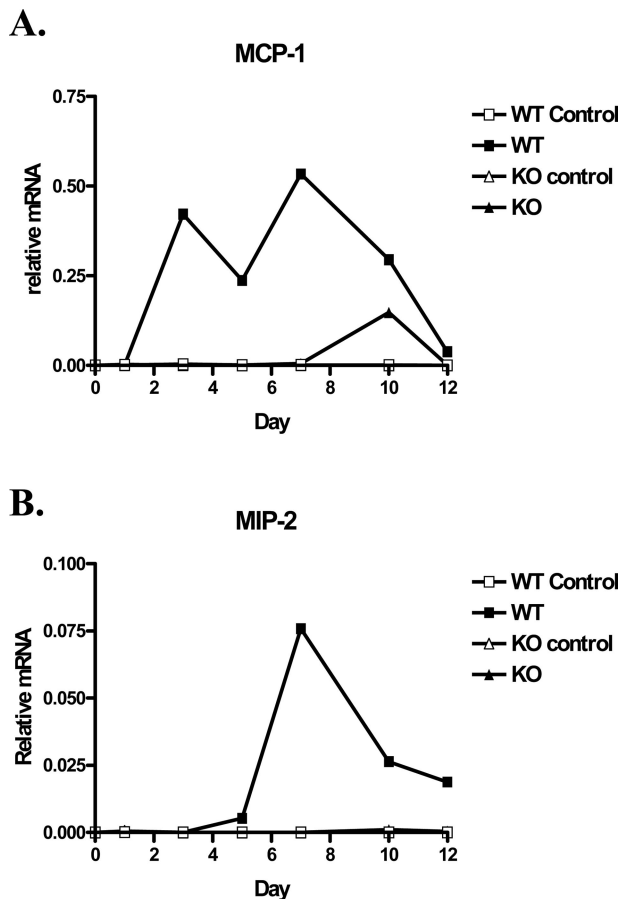 A.
MCP-1
0.75
0.50
0.25
0.00
relative mRNA
0 2 4 6 8 10 12
Day
WT Control
WT
KO control
KO
B.
MIP-2
0.100
0.075
0.050
0.025
0.000
Relative mRNA
0 2 4 6 8 10 12
Day
WT Control
WT
KO control
KO